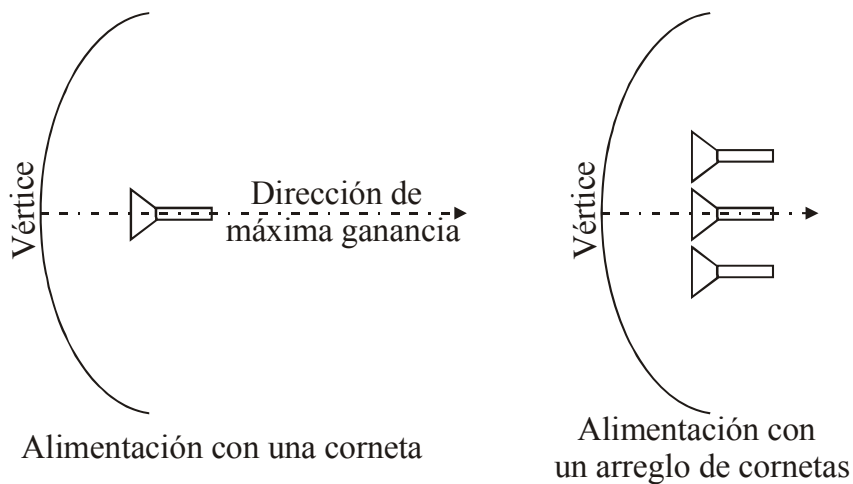 Vértice
Dirección de
máxima ganancia
Alimentación con una corneta
Vértice
Alimentación con
un arreglo de cornetas